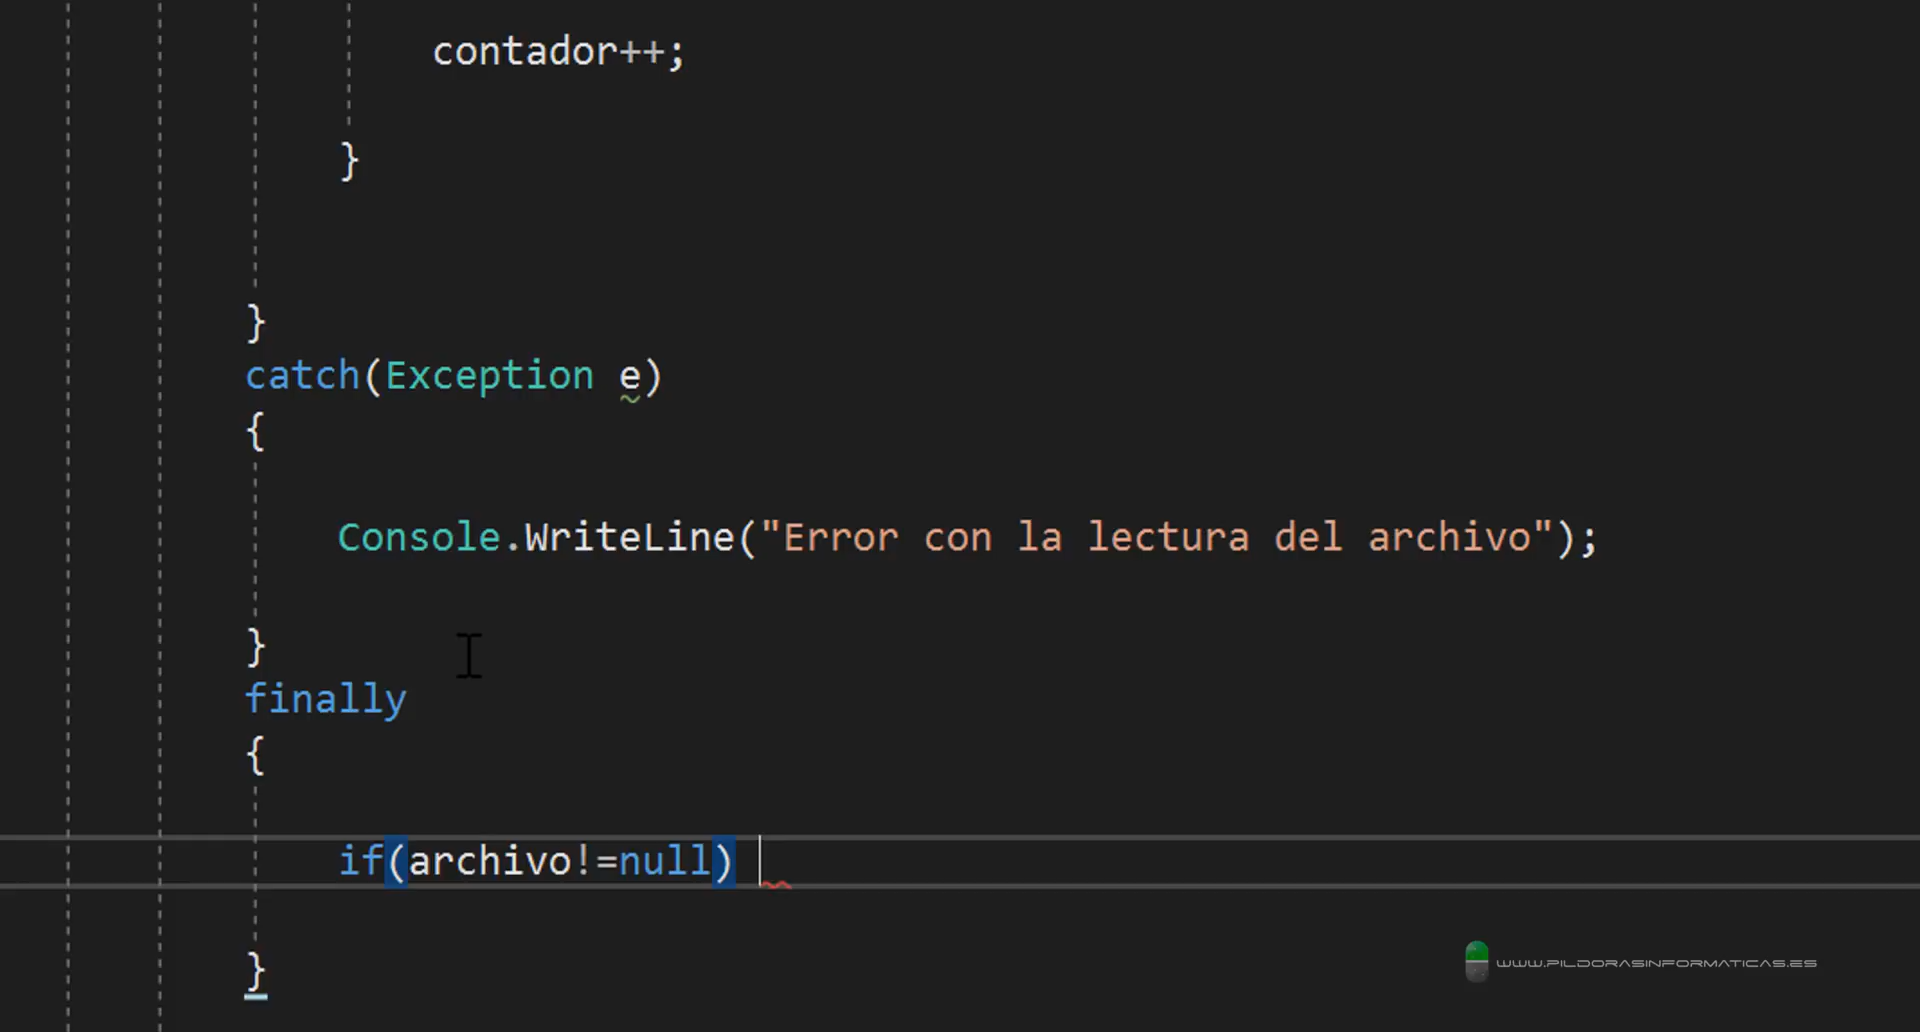 contador++;
}
}
catch(Exception e)
{
Console.WriteLine("Error con la lectura del archivo");
}
finally
{
if(archivo!=null)
}
WWW.PILDORASINFORMATICAS.ES